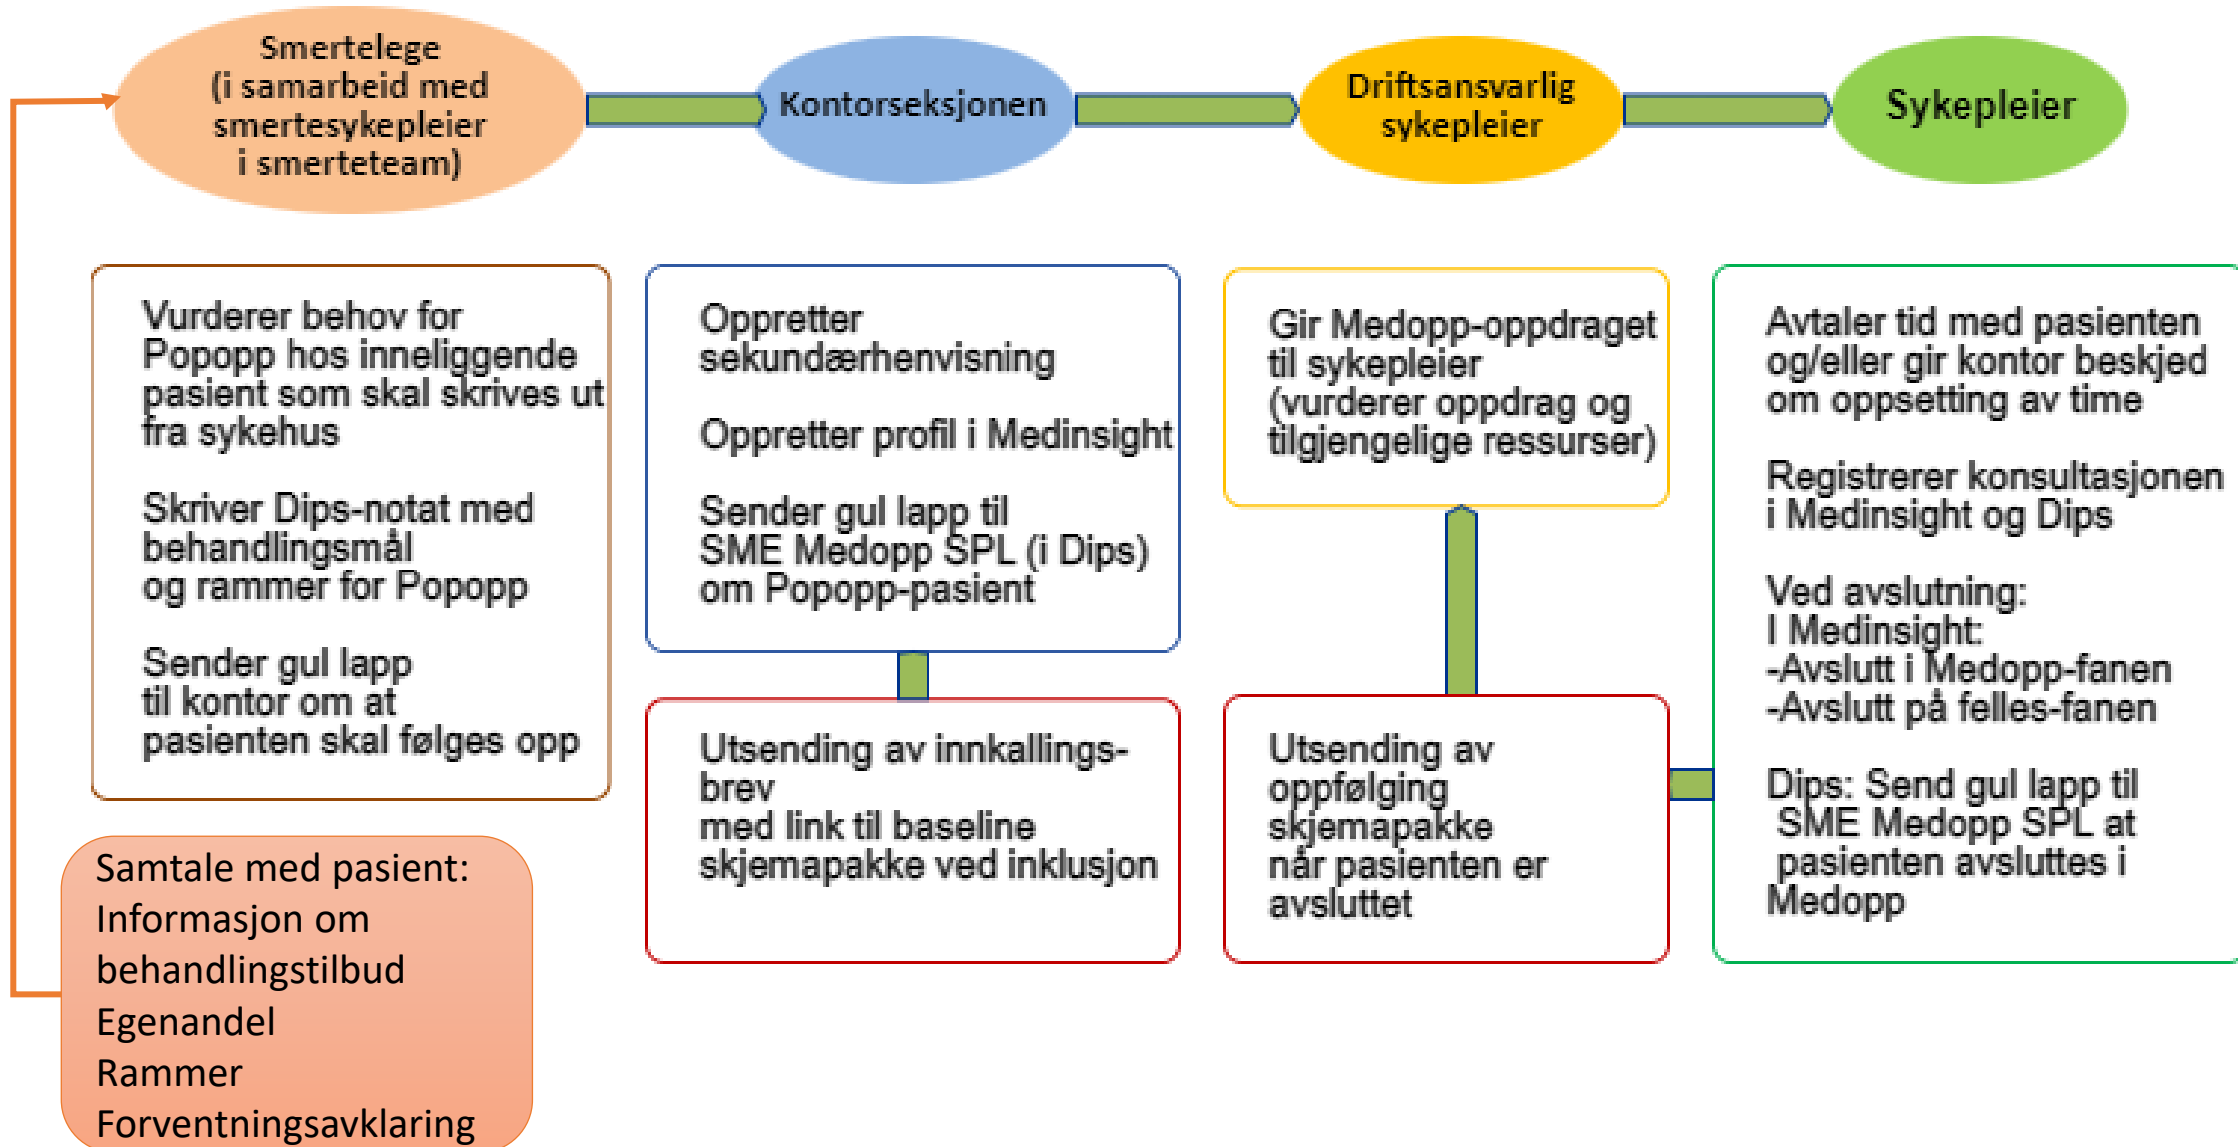 Smertelege
(i samarbeid med
smertesykepleier
i smerteteam)
Kontorseksjonen
Driftsansvarlig
sykepleier
Sykepleier
Vurderer behov for
Popopp hos inneliggende
pasient som skal skrives ut
fra sykehus
Skriver Dips-notat med
behandlingsmål
og rammer for Popopp
Sender gul lapp
til kontor om at
pasienten skal følges opp
Samtale med pasient:
Informasjon om
behandlingstilbud
Egenandel
Rammer
Forventningsavklaring
Oppretter
sekundærhenvisning
Oppretter profil i Medinsight
Sender gul lapp til
SME Medopp SPL (i Dips)
om Popopp-pasient
Utsending av innkallings-
brev
med link til baseline
skjemapakke ved inklusjon
Gir Medopp-oppdraget
til sykepleier
(vurderer oppdrag og
tilgjengelige ressurser)
Utsending av
oppfølging
skjemapakke
når pasienten er
avsluttet
Avtaler tid med pasienten
og/eller gir kontor beskjed
om oppsetting av time
Registrerer konsultasjonen
i Medinsight og Dips
Ved avslutning:
I Medinsight:
-Avslutt i Medopp-fanen
-Avslutt på felles-fanen
Dips: Send gul lapp til
SME Medopp SPL at
pasienten avsluttes i
Medopp